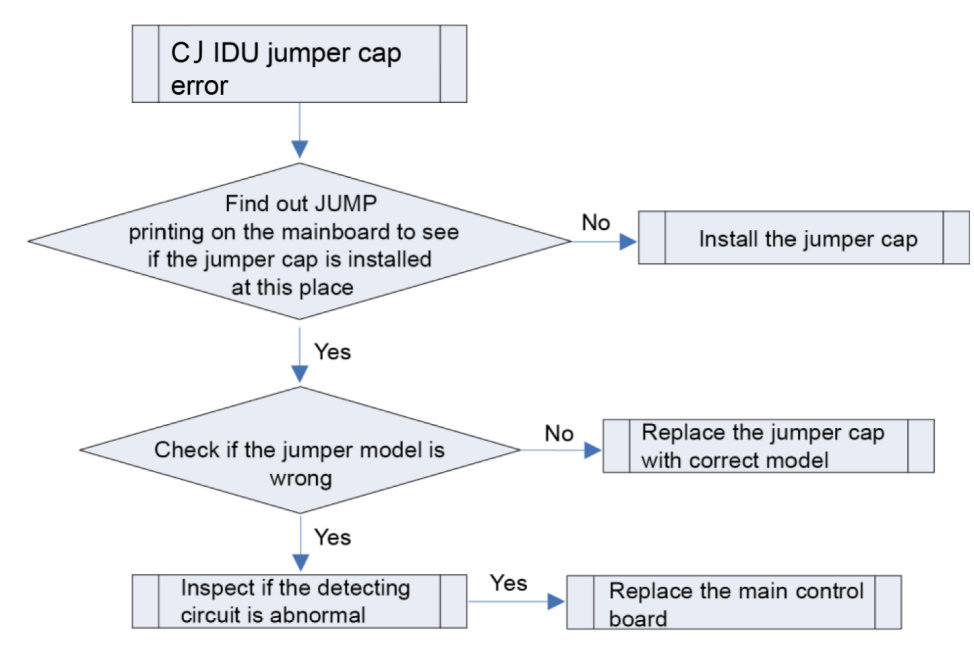 CJ IDU jumper cap
error
Find out JUMP
printing on the mainboard to see
if the jumper cap is installed
at this place
No
Install the jumper cap
Yes
Check if the jumper model is
wrong
No
Replace the jumper cap
with correct model
Yes
Inspect if the detecting
circuit is abnormal
Yes
Replace the main control
board